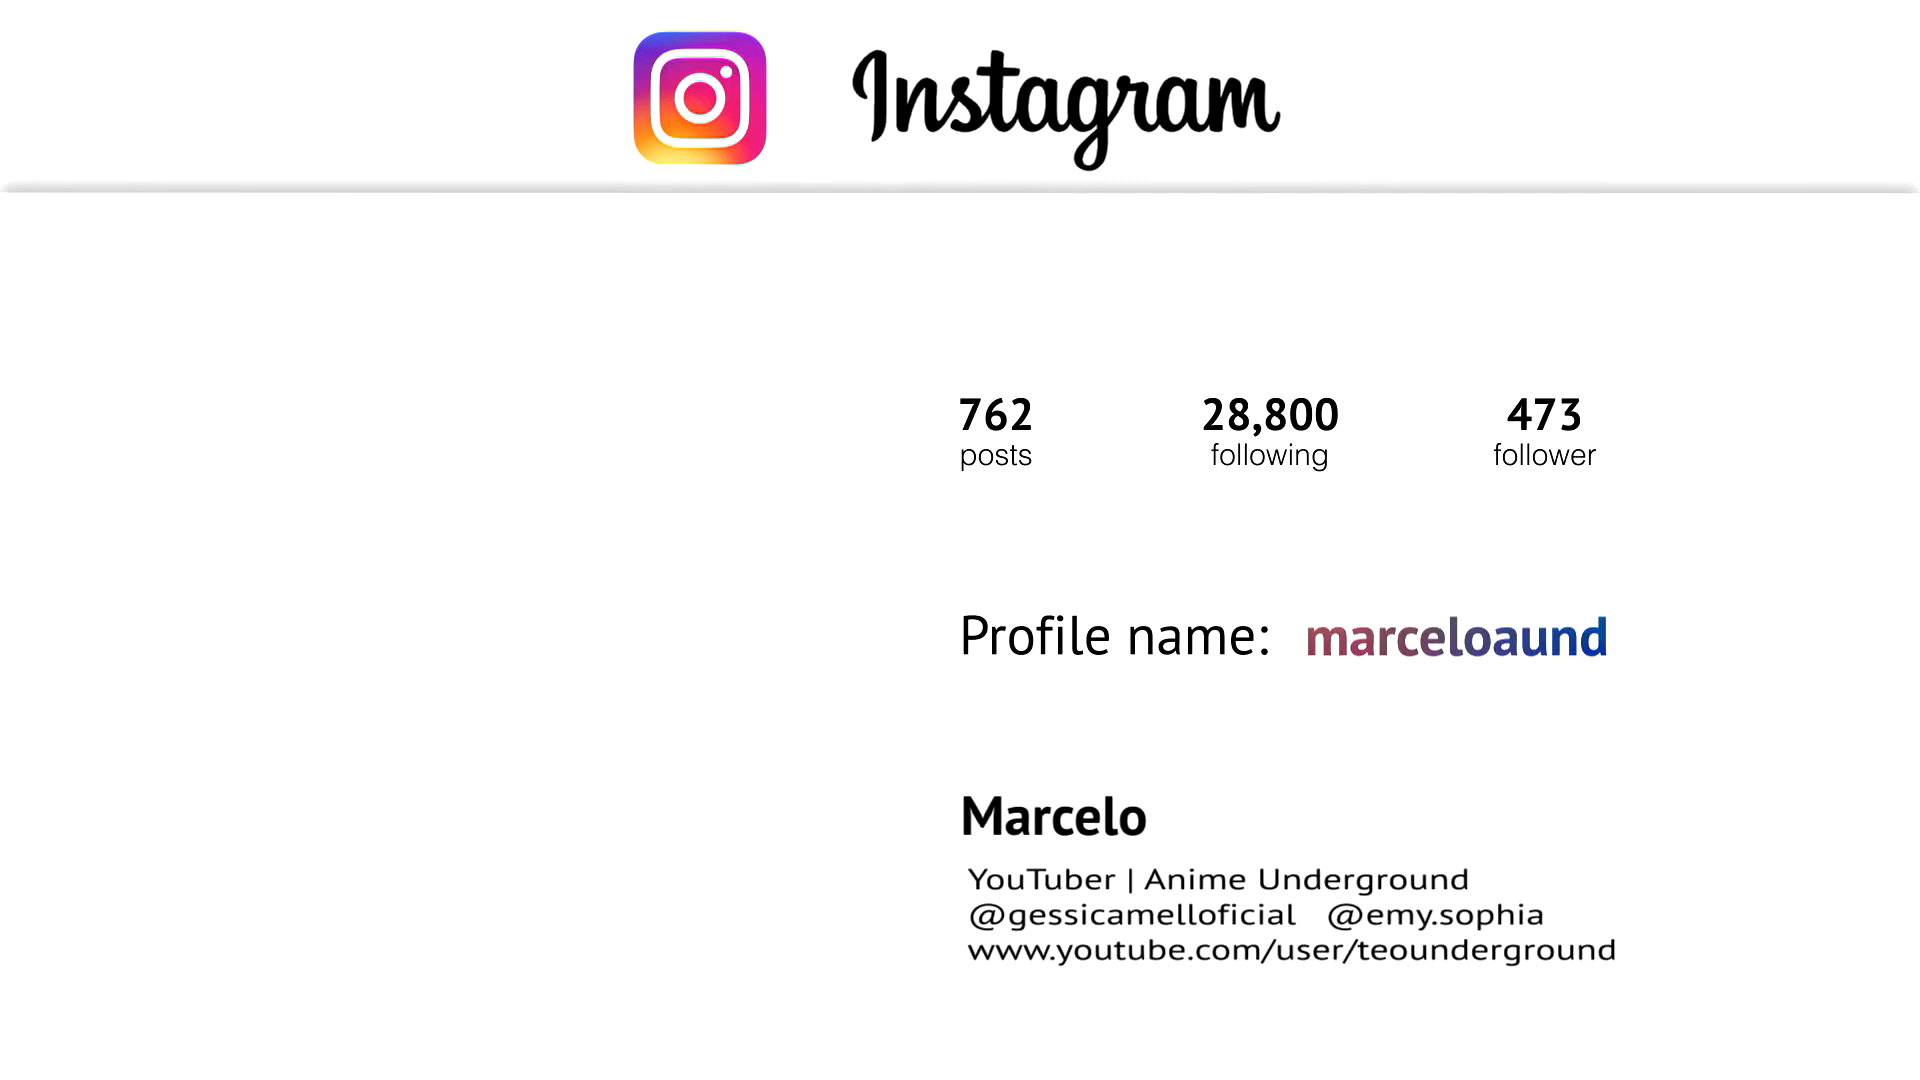 Instagram
762 28,800 473
posts following follower
Profile name: marceloaund
Marcelo
YouTuber | Anime Underground
@gessicamelloficial @emy.sophia
www.youtube.com/user/teounderground